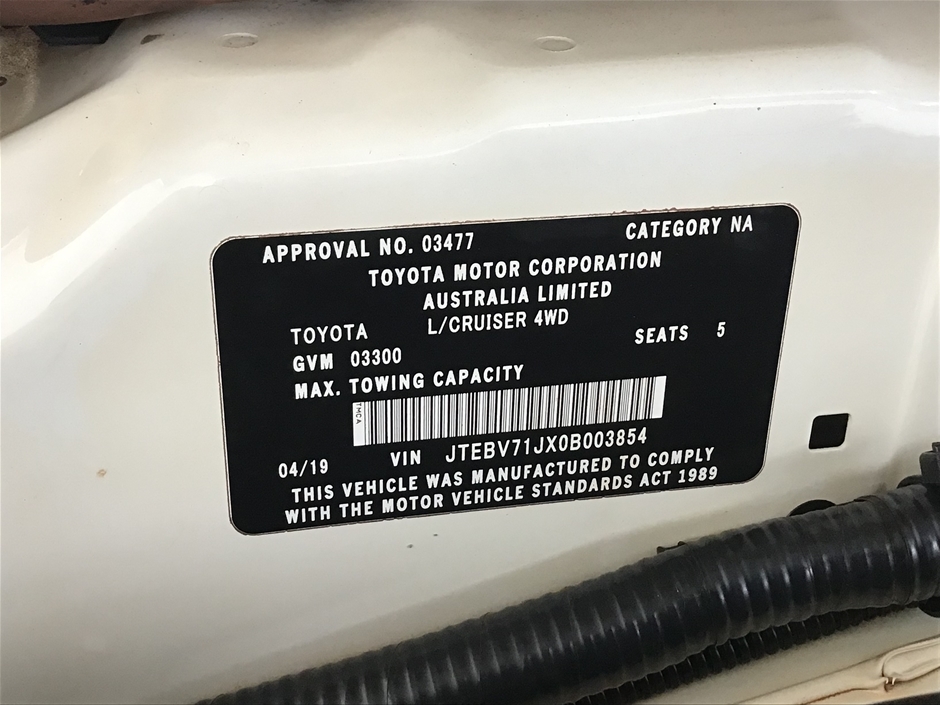 APPROVAL NO. 03477 CATEGORY NA
TOYOTA MOTOR CORPORATION
AUSTRALIA LIMITED
TOYOTA L/CRUISER 4WD
GVM 03300 SEATS 5
MAX. TOWING CAPACITY
TMCA
04/19 VIN JTEBV71JX0B003854
THIS VEHICLE WAS MANUFACTURED TO COMPLY
WITH THE MOTOR VEHICLE STANDARDS ACT 1989